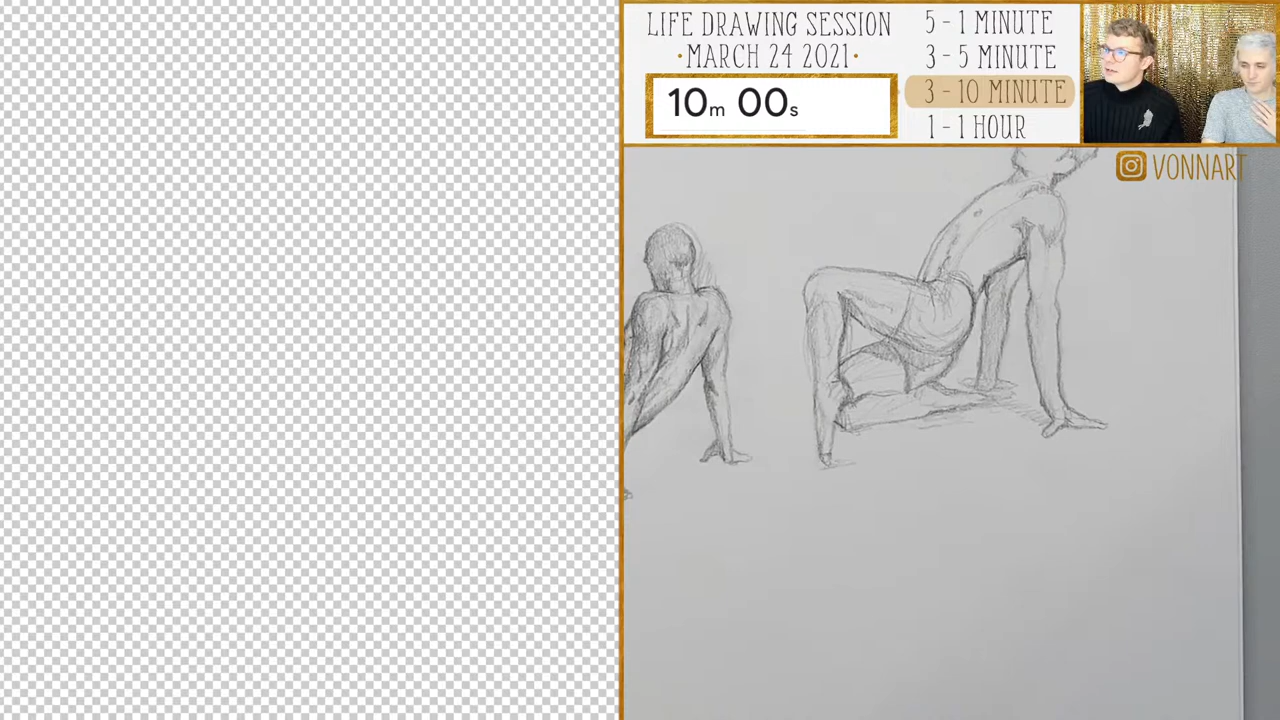 LIFE DRAWING SESSION
·MARCH 24 2021·
10m 00s
5 - 1 MINUTE
3 - 5 MINUTE
3 - 10 MINUTE
1 - 1 HOUR
VONNART